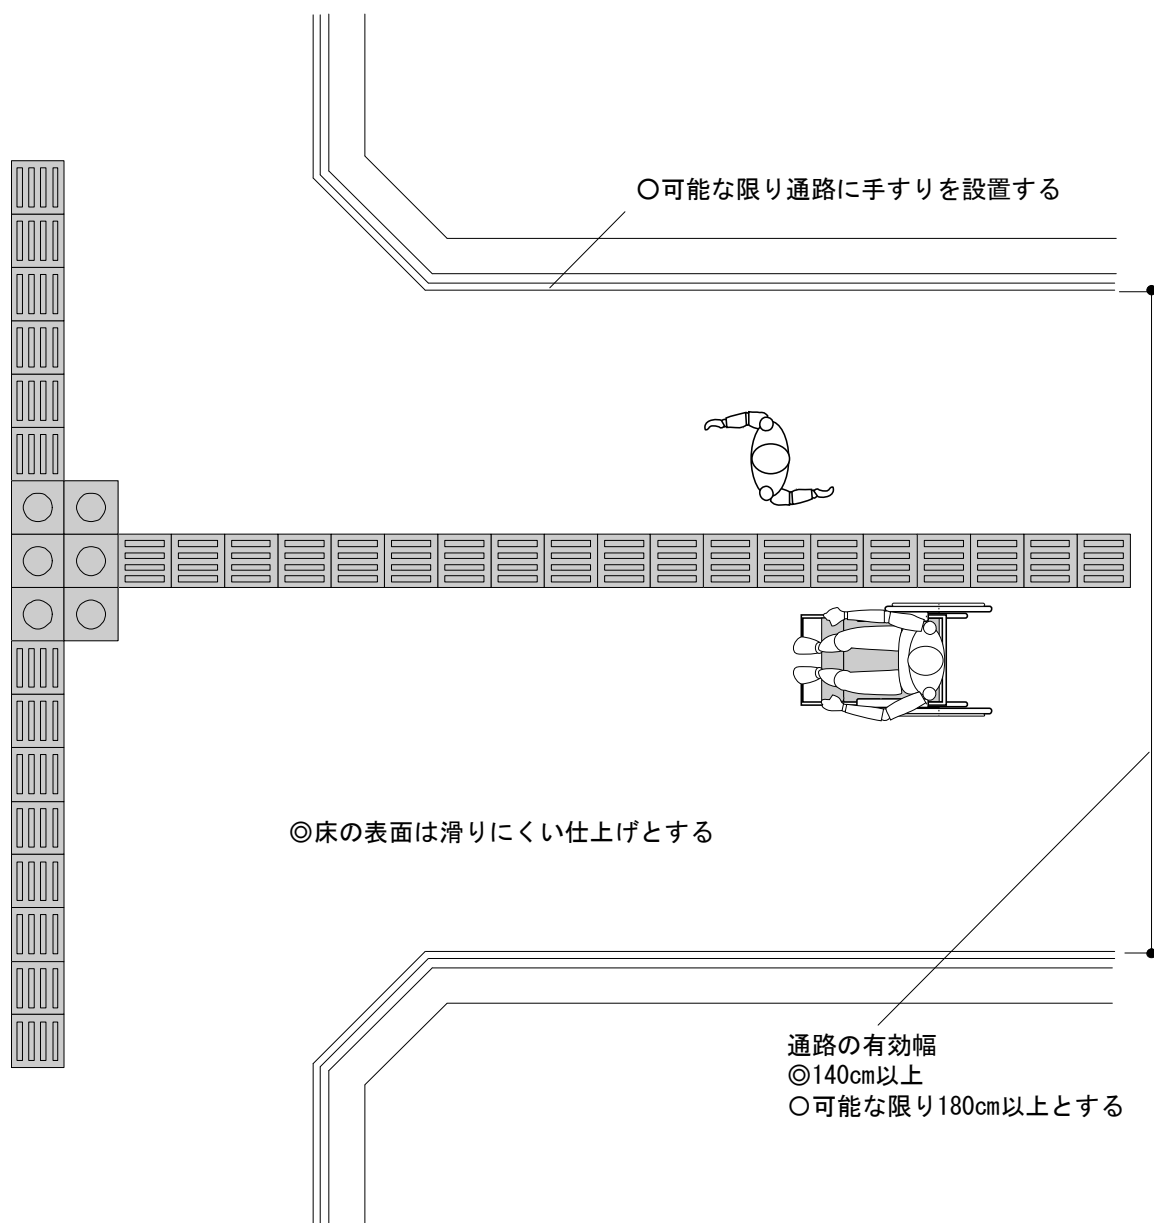 ○可能な限り通路に手すりを設置する
◎床の表面は滑りにくい仕上げとする
通路の有効幅
◎140cm以上
○可能な限り180cm以上とする